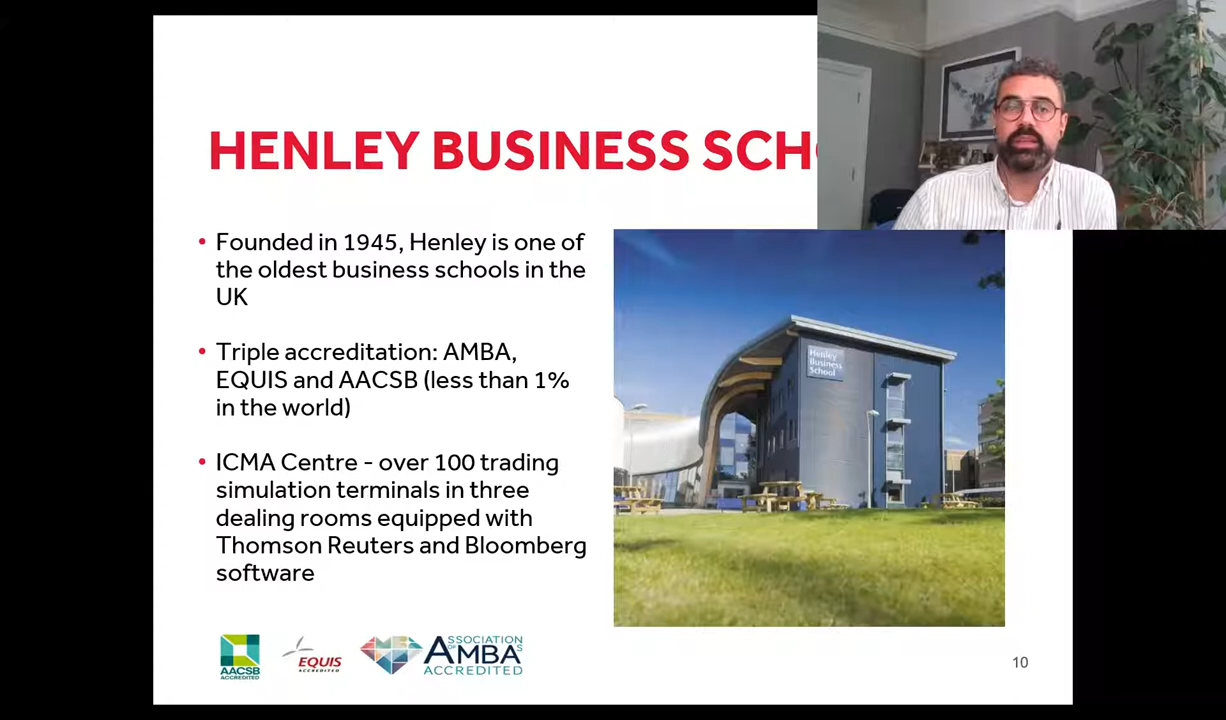 HENLEY BUSINESS SCH
• Founded in 1945, Henley is one of
the oldest business schools in the
UK
• Triple accreditation: AMBA,
EQUIS and AACSB (less than 1%
in the world)
• ICMA Centre - over 100 trading
simulation terminals in three
dealing rooms equipped with
Thomson Reuters and Bloomberg
software
Henley
Business
School
AACSB
ACCREDITED
EQUIS
ACCREDITED
ASSOCIATION
OF AMBAs
ACCREDITED
10